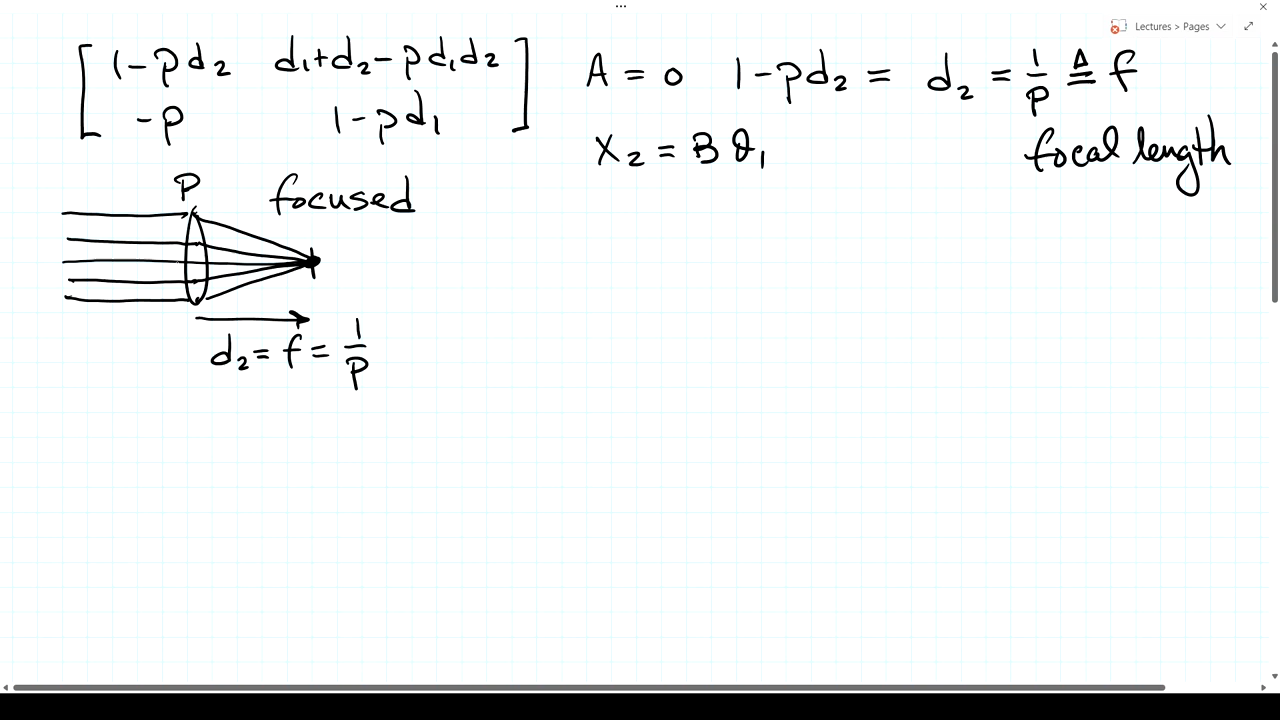 Lectures > Pages
[ 1-pd₂ d₁+d₂-pd₁d₂ ] A = 0 1-pd₂ = d₂ = 1/p ≜ f
[ -p 1-pd₁ ] x₂ = Bθ₁ focal length
P focused
d₂ = f = 1/p